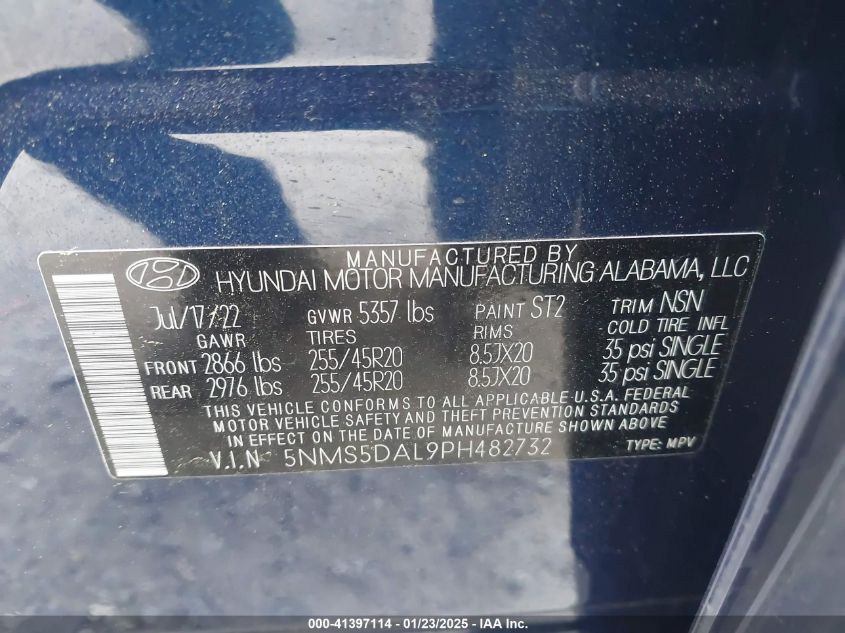 MANUFACTURED BY
HYUNDAI MOTOR MANUFACTURING ALABAMA, LLC
Jul/17/22 GVWR 5357 lbs PAINT ST2 TRIM NSN
GAWR TIRES RIMS COLD TIRE INFL
FRONT 2866 lbs 255/45R20 8.5JX20 35 psi SINGLE
REAR 2976 lbs 255/45R20 8.5JX20 35 psi SINGLE
THIS VEHICLE CONFORMS TO ALL APPLICABLE U.S.A. FEDERAL
MOTOR VEHICLE SAFETY AND THEFT PREVENTION STANDARDS
IN EFFECT ON THE DATE OF MANUFACTURE SHOWN ABOVE
V.I.N 5NMS5DAL9PH482732 TYPE: MPV
000-41397114 - 01/23/2025 - IAA Inc.